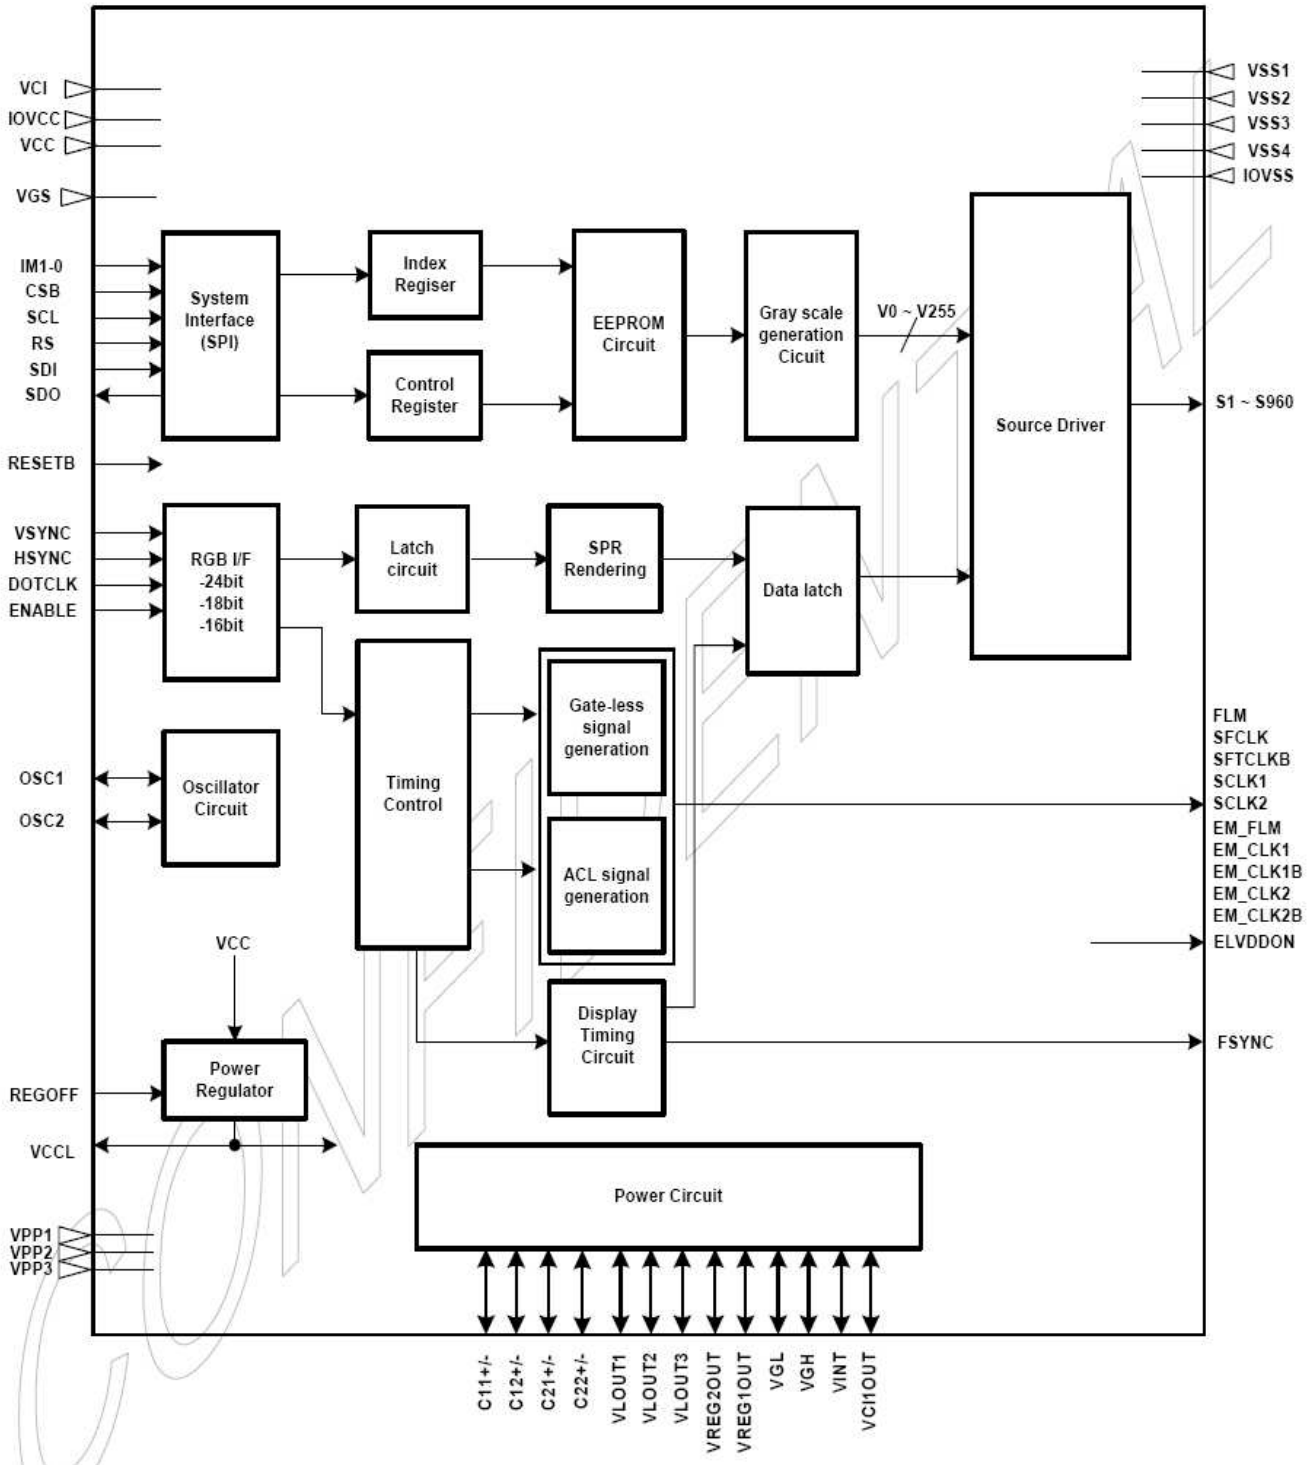 VCI
IOVCC
VCC
VGS
IM1-0
CSB
SCL
RS
SDI
SDO
RESETB
VSYNC
HSYNC
DOTCLK
ENABLE
OSC1
OSC2
REGOFF
VCCL
VPP1
VPP2
VPP3
System
Interface
(SPI)
Index
Regiser
Control
Register
EEPROM
Circuit
Gray scale
generation
Cicuit
V0 ~ V255
Source Driver
RGB I/F
-24bit
-18bit
-16bit
Latch
circuit
SPR
Rendering
Data latch
Oscillator
Circuit
Timing
Control
Gate-less
signal
generation
ACL signal
generation
VCC
Power
Regulator
Display
Timing
Circuit
Power Circuit
VSS1
VSS2
VSS3
VSS4
IOVSS
S1 ~ S960
FLM
SFCLK
SFTCLKB
SCLK1
SCLK2
EM_FLM
EM_CLK1
EM_CLK1B
EM_CLK2
EM_CLK2B
ELVDDON
FSYNC
C11+/-
C12+/-
C21+/-
C22+/-
VLOUT1
VLOUT2
VLOUT3
VREG2OUT
VREG1OUT
VGL
VGH
VINT
VCI1OUT
CONFIDENTIAL